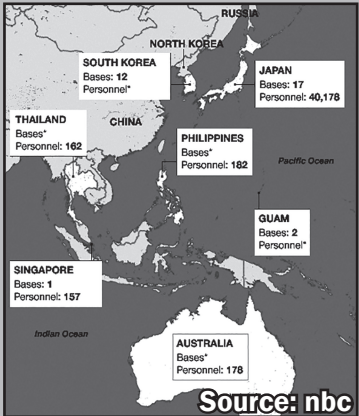 RUSSIA
NORTH KOREA
SOUTH KOREA
Bases: 12
Personnel*
JAPAN
Bases: 17
Personnel: 40,178
THAILAND
Bases*
Personnel: 162
CHINA
PHILIPPINES
Bases*
Personnel: 182
Pacific Ocean
GUAM
Bases: 2
Personnel*
SINGAPORE
Bases: 1
Personnel: 157
Indian Ocean
AUSTRALIA
Bases*
Personnel: 178
Source: nbc